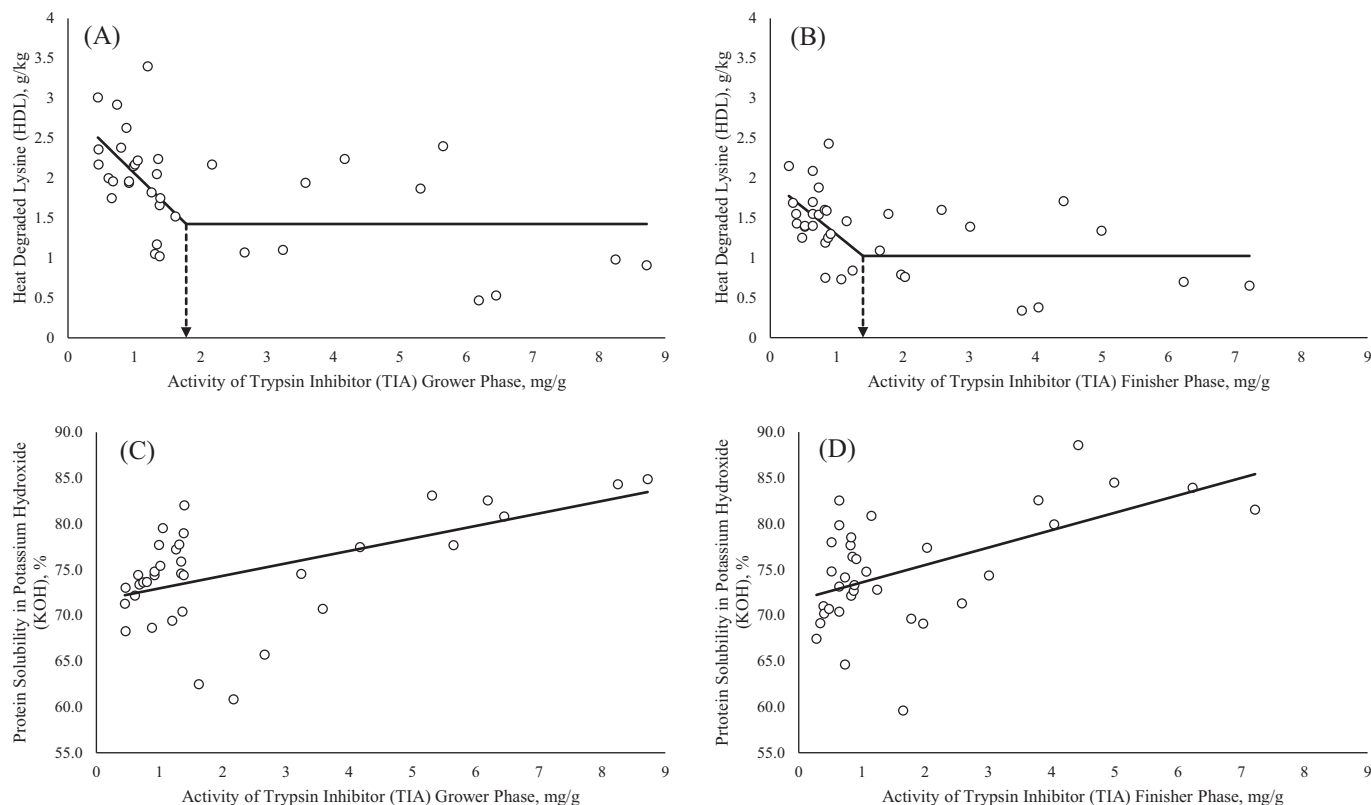 (A)
Heat Degraded Lysine (HDL), g/kg
4
3.5
3
2.5
2
1.5
1
0.5
0
0 1 2 3 4 5 6 7 8 9
Activity of Trypsin Inhibitor (TIA) Grower Phase, mg/g
(B)
Heat Degraded Lysine (HDL), g/kg
4
3.5
3
2.5
2
1.5
1
0.5
0
0 1 2 3 4 5 6 7 8 9
Activity of Trypsin Inhibitor (TIA) Finisher Phase, mg/g
(C)
Protein Solubility in Potassium Hydroxide
(KOH), %
90.0
85.0
80.0
75.0
70.0
65.0
60.0
55.0
0 1 2 3 4 5 6 7 8 9
Activity of Trypsin Inhibitor (TIA) Grower Phase, mg/g
(D)
Prtotein Solubility in Potassium Hydroxide
(KOH), %
90.0
85.0
80.0
75.0
70.0
65.0
60.0
55.0
0 1 2 3 4 5 6 7 8 9
Activity of Trypsin Inhibitor (TIA) Finisher Phase, mg/g